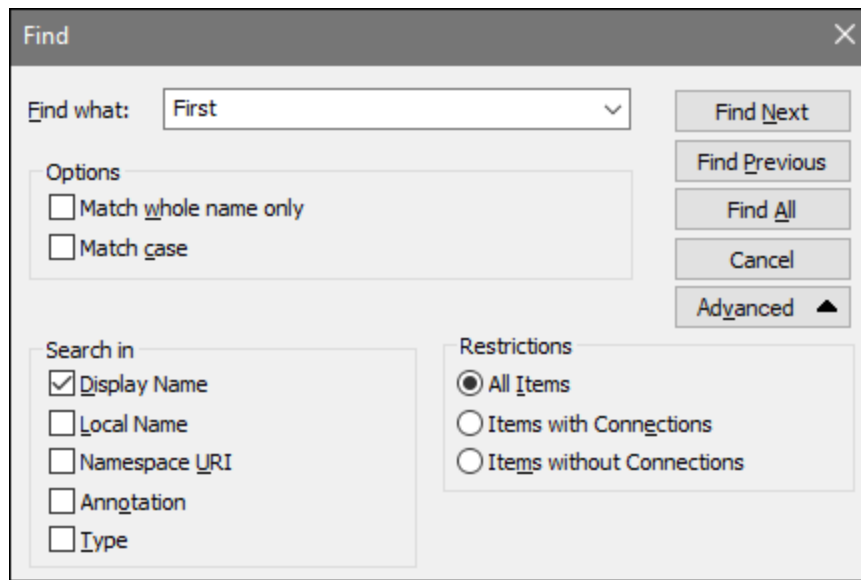 Find
Find what: First
Find Next
Find Previous
Find All
Cancel
Advanced
Options
Match whole name only
Match case
Search in
Display Name
Local Name
Namespace URI
Annotation
Type
Restrictions
All Items
Items with Connections
Items without Connections